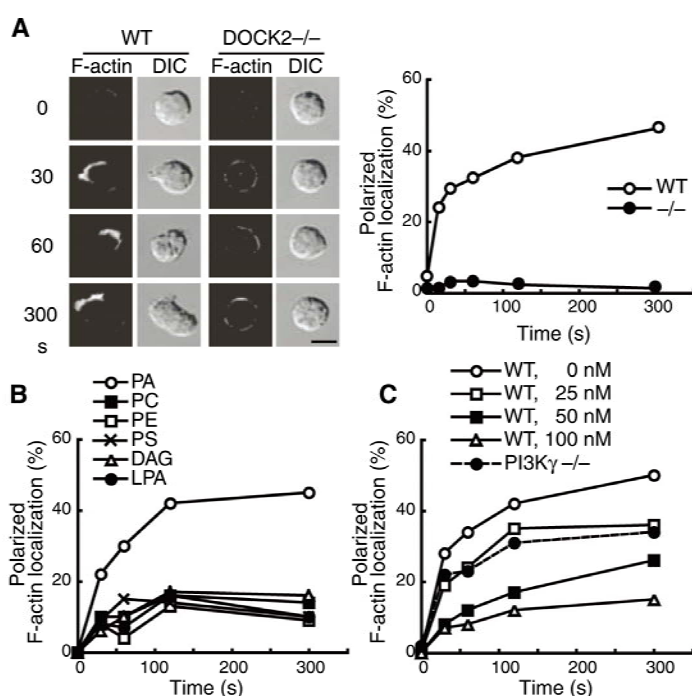 A
WT DOCK2–/–
F-actin DIC F-actin DIC
0
30
60
300
s
Polarized
F-actin localization (%)
60
40
20
0
0 100 200 300
Time (s)
WT
–/–
B
PA
PC
PE
PS
DAG
LPA
Polarized
F-actin localization (%)
60
40
20
0
0 100 200 300
Time (s)
C
WT, 0 nM
WT, 25 nM
WT, 50 nM
WT, 100 nM
PI3Kγ –/–
Polarized
F-actin localization (%)
60
40
20
0
0 100 200 300
Time (s)